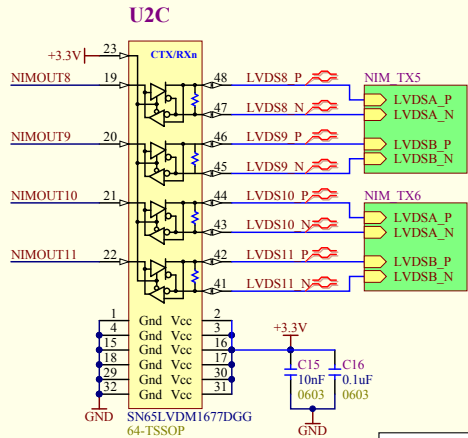 U2C
+3.3V 23 CTX/RXn
NIMOUT8 19 48 LVDS8_P NIM_TX5
LVDSA_P
47 LVDS8_N LVDSA_N
NIMOUT9 20 46 LVDS9_P LVDSB_P
45 LVDS9_N LVDSB_N
NIMOUT10 21 44 LVDS10_P NIM_TX6
LVDSA_P
43 LVDS10_N LVDSA_N
NIMOUT11 22 42 LVDS11_P LVDSB_P
41 LVDS11_N LVDSB_N
1 Gnd Vcc 2
4 Gnd Vcc 3
15 Gnd Vcc 16 +3.3V
18 Gnd Vcc 17 C15 C16
29 Gnd Vcc 30 10nF 0.1uF
32 Gnd Vcc 31 0603 0603
GND SN65LVDM1677DGG GND
64-TSSOP